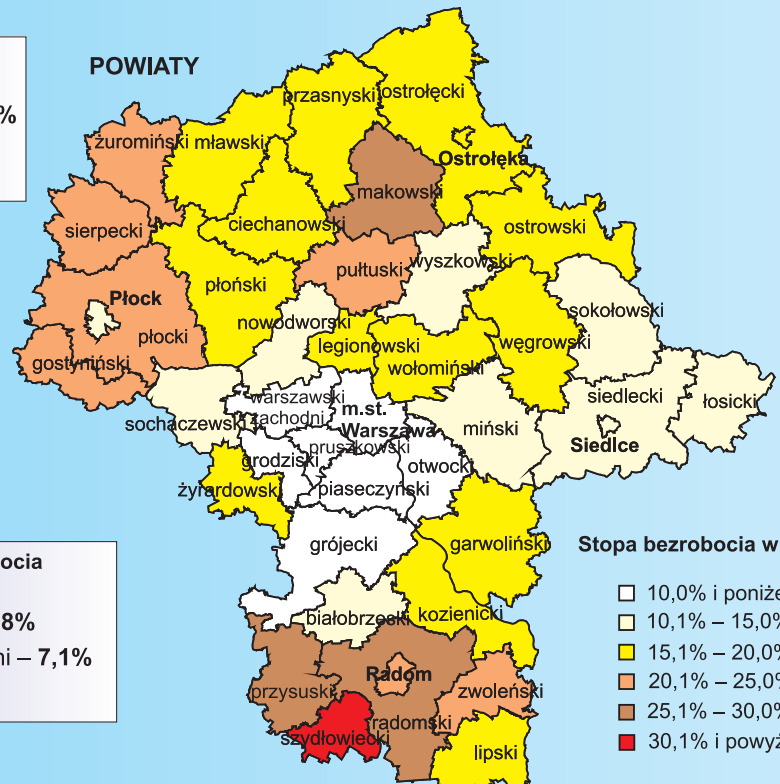 POWIATY
%
przasnyski
ostrołęcki
żuromiński
mławski
Ostrołęka
makowski
sierpecki
ciechanowski
ostrowski
pułtuski
wyszkowski
płoński
Płock
płocki
nowodworski
sokołowski
legionowski
węgrowski
gostyniński
wołomiński
siedlecki
łosicki
warszawski
zachodni
m.st.
Warszawa
sochaczewski
miński
Siedlce
pruszkowski
grodziski
otwock
żyrardowski
piaseczyński
grójecki
garwoliński
Stopa bezrobocia w
10,0% i poniże
10,1% – 15,0%
15,1% – 20,0%
20,1% – 25,0%
25,1% – 30,0%
30,1% i powyż
ocia
8%
ni – 7,1%
białobrzeski
kozienicki
Radom
przysuski
zwoleński
radomski
szydłowiecki
lipski